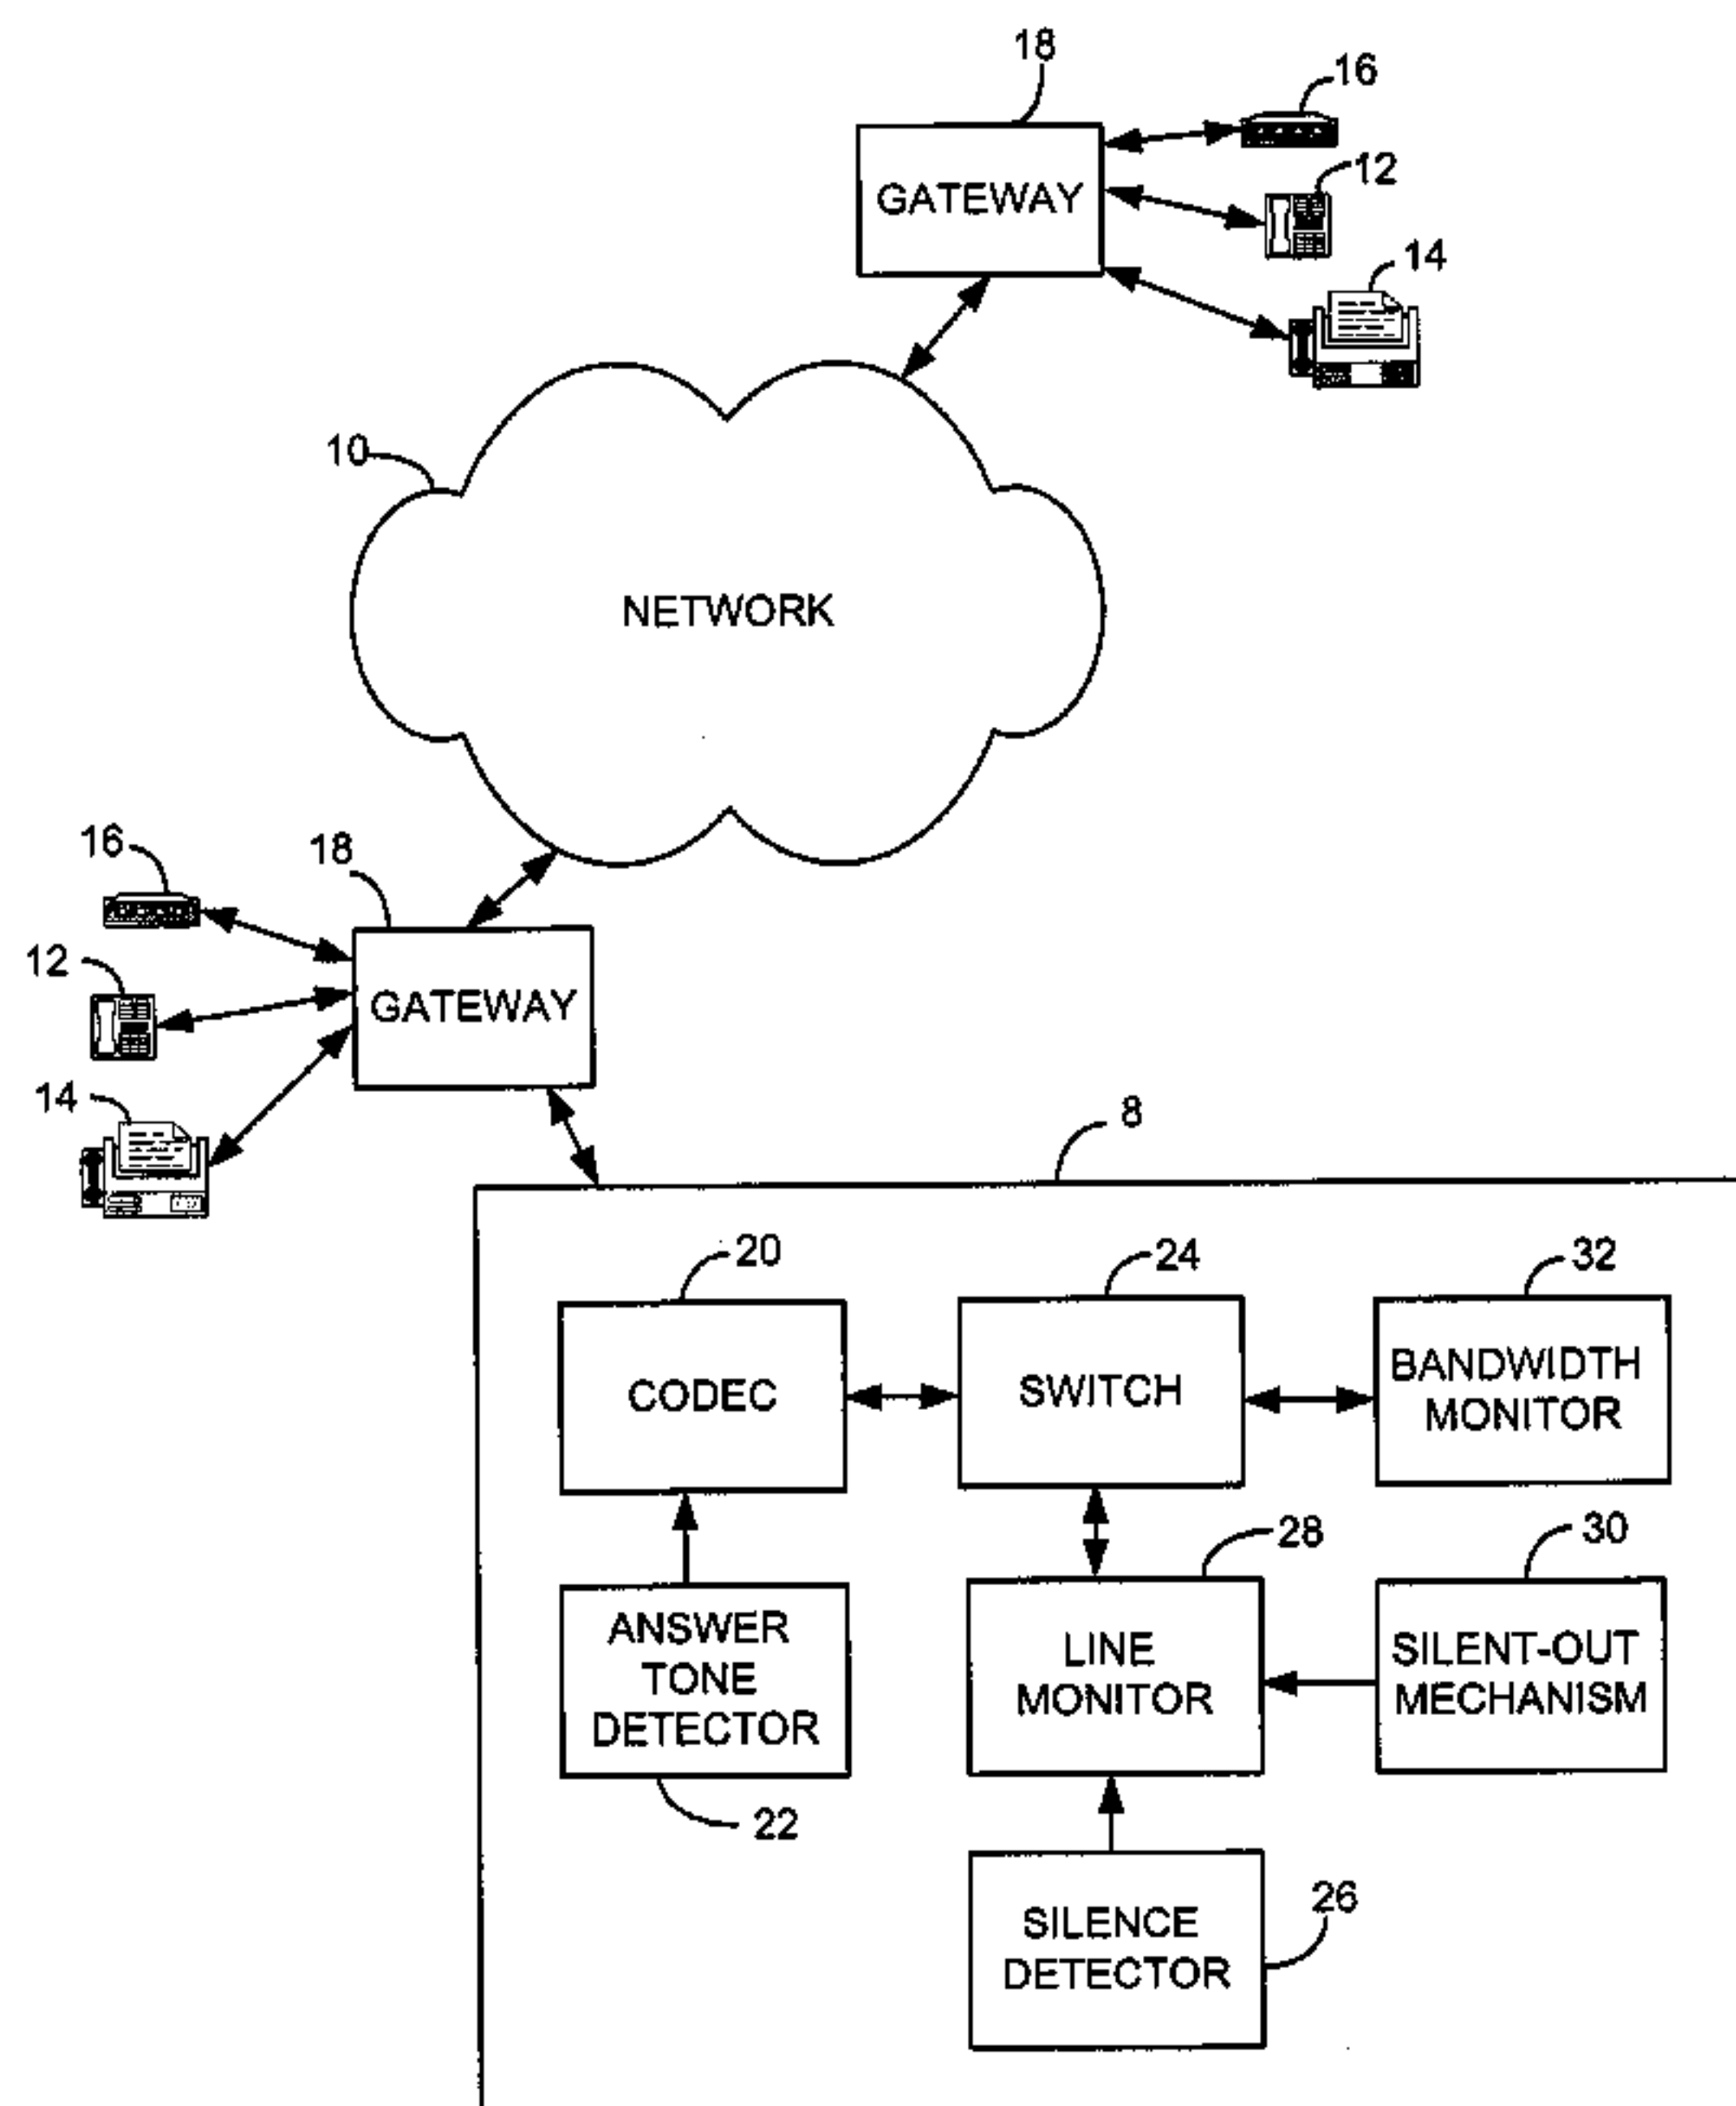 18
16
GATEWAY
12
14
10
NETWORK
16
18
12
GATEWAY
14
8
20
24
32
CODEC
SWITCH
BANDWIDTH
MONITOR
28
30
ANSWER
TONE
DETECTOR
LINE
MONITOR
SILENT-OUT
MECHANISM
22
26
SILENCE
DETECTOR